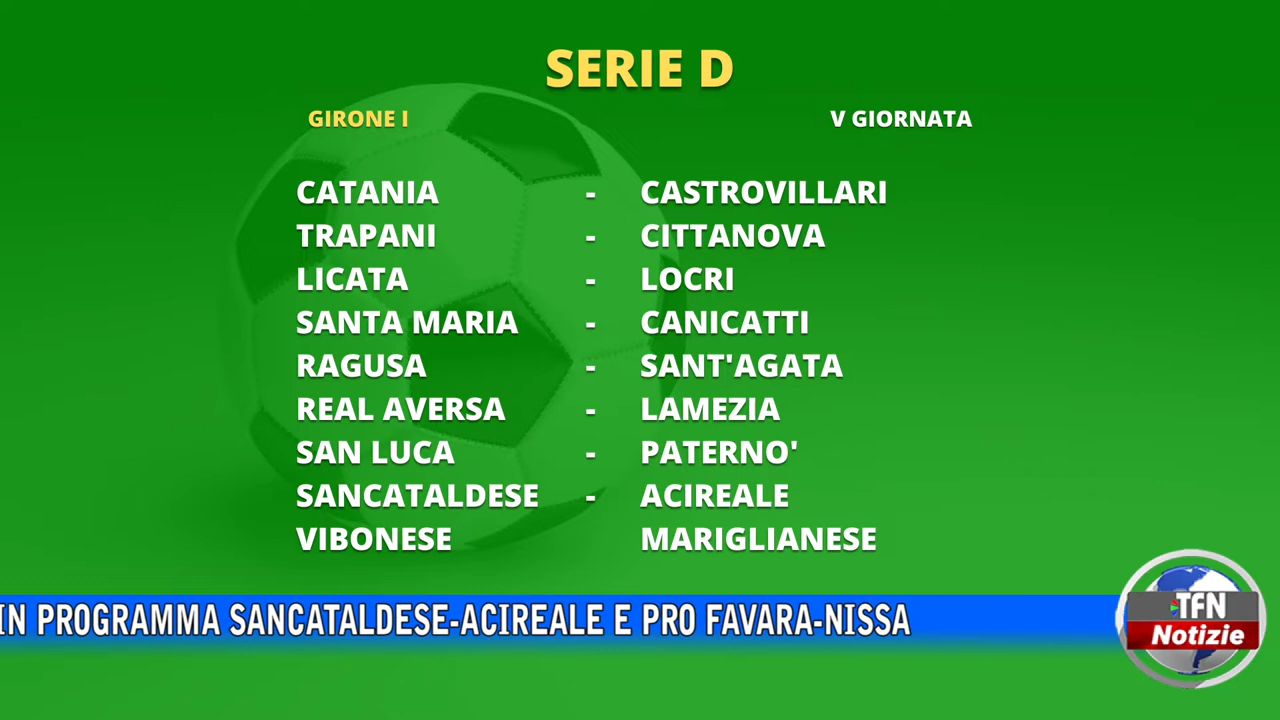 SERIE D
GIRONE I V GIORNATA
CATANIA - CASTROVILLARI
TRAPANI - CITTANOVA
LICATA - LOCRI
SANTA MARIA - CANICATTI
RAGUSA - SANT'AGATA
REAL AVERSA - LAMEZIA
SAN LUCA - PATERNO'
SANCATALDESE - ACIREALE
VIBONESE MARIGLIANESE
IN PROGRAMMA SANCATALDESE-ACIREALE E PRO FAVARA-NISSA
TFN
Notizie